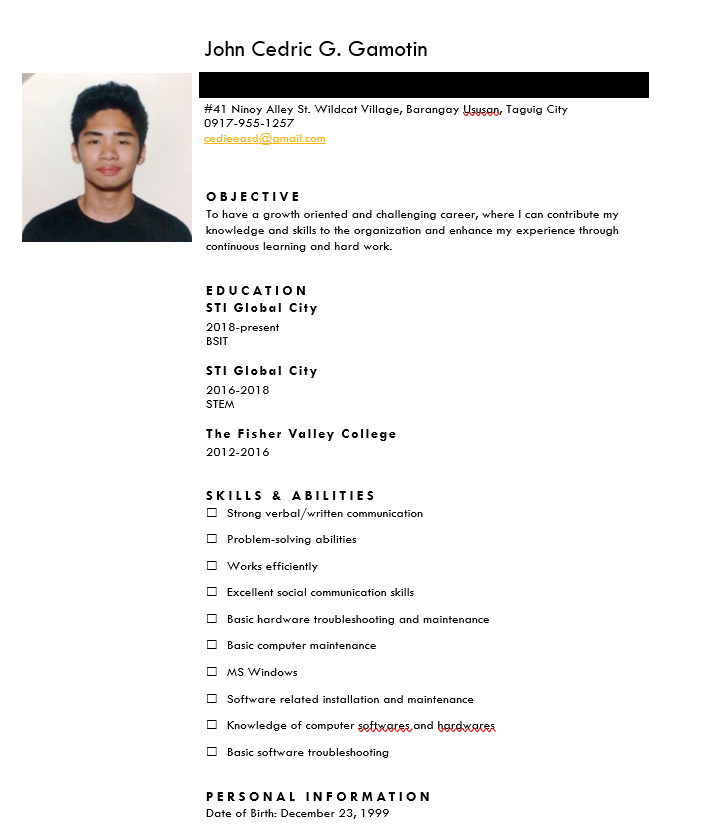 John Cedric G. Gamotin
#41 Ninoy Alley St. Wildcat Village, Barangay Ususan, Taguig City
0917-955-1257
cedieeasd@gmail.com
OBJECTIVE
To have a growth oriented and challenging career, where I can contribute my
knowledge and skills to the organization and enhance my experience through
continuous learning and hard work.
EDUCATION
STI Global City
2018-present
BSIT
STI Global City
2016-2018
STEM
The Fisher Valley College
2012-2016
SKILLS & ABILITIES
☐ Strong verbal/written communication
☐ Problem-solving abilities
☐ Works efficiently
☐ Excellent social communication skills
☐ Basic hardware troubleshooting and maintenance
☐ Basic computer maintenance
☐ MS Windows
☐ Software related installation and maintenance
☐ Knowledge of computer softwares and hardwares
☐ Basic software troubleshooting
PERSONAL INFORMATION
Date of Birth: December 23, 1999